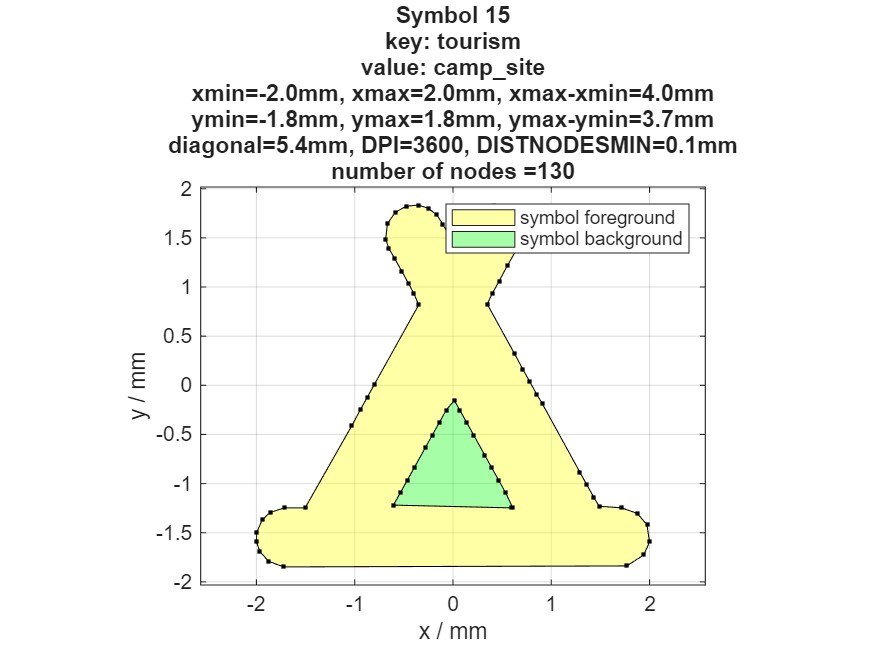 Symbol 15
key: tourism
value: camp_site
xmin=-2.0mm, xmax=2.0mm, xmax-xmin=4.0mm
ymin=-1.8mm, ymax=1.8mm, ymax-ymin=3.7mm
diagonal=5.4mm, DPI=3600, DISTNODESMIN=0.1mm
number of nodes =130
symbol foreground
symbol background
2
1.5
1
0.5
0
-0.5
-1
-1.5
-2
y / mm
-2 -1 0 1 2
x / mm